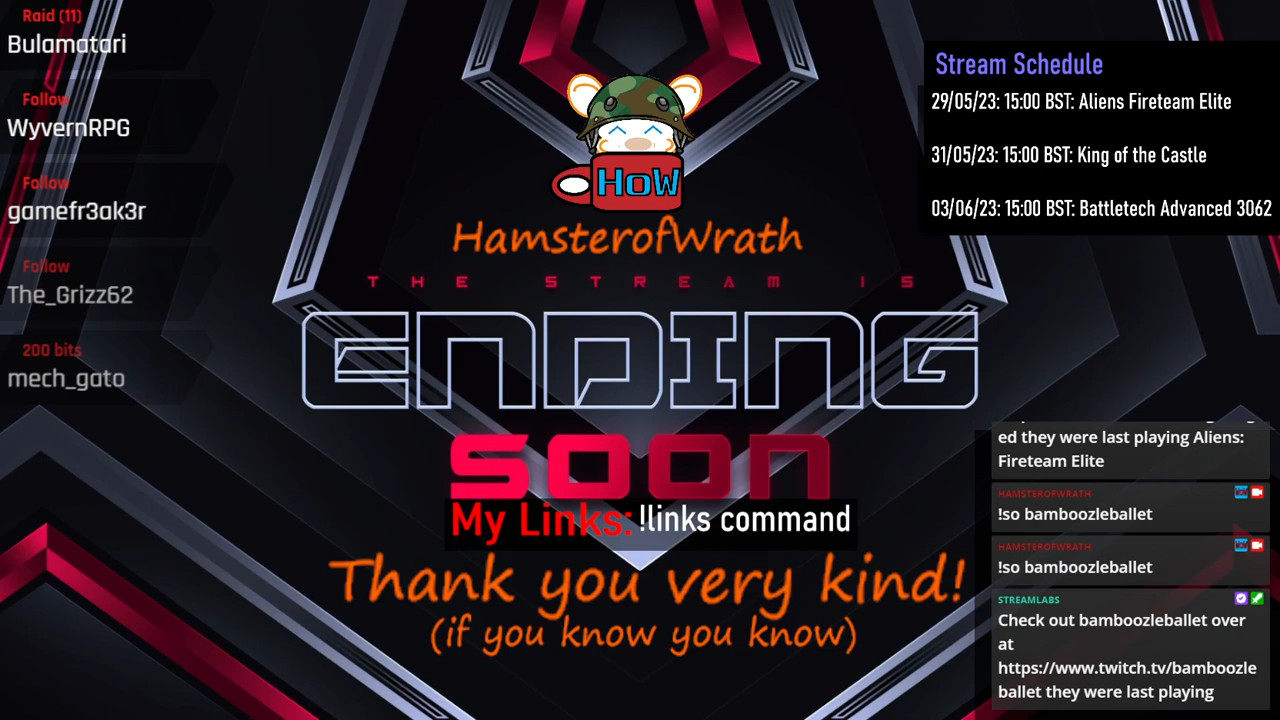 Raid (11)
Bulamatari
Follow
WyvernRPG
Follow
gamefr3ak3r
Follow
The_Grizz62
200 bits
mech_gato
HoW
HamsterofWrath
THE STREAM IS
ENDING
SOON
My Links: !links command
Thank you very kind!
(if you know you know)
Stream Schedule
29/05/23: 15:00 BST: Aliens Fireteam Elite
31/05/23: 15:00 BST: King of the Castle
03/06/23: 15:00 BST: Battletech Advanced 3062
ed they were last playing Aliens:
Fireteam Elite
HAMSTEROFWRATH
!so bamboozleballet
HAMSTEROFWRATH
!so bamboozleballet
STREAMLABS
Check out bamboozleballet over
at
https://www.twitch.tv/bamboozle
ballet they were last playing